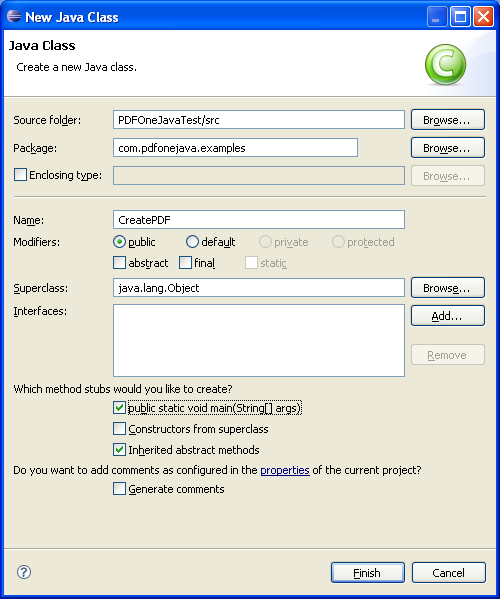 New Java Class
Java Class
Create a new Java class.
C
Source folder: PDFOneJavaTest/src Browse...
Package: com.pdfonejava.examples Browse...
Enclosing type: Browse...
Name: CreatePDF
Modifiers: public default private protected
abstract final static
Superclass: java.lang.Object Browse...
Interfaces: Add...
Remove
Which method stubs would you like to create?
public static void main(String[] args)
Constructors from superclass
Inherited abstract methods
Do you want to add comments as configured in the properties of the current project?
Generate comments
? Finish Cancel